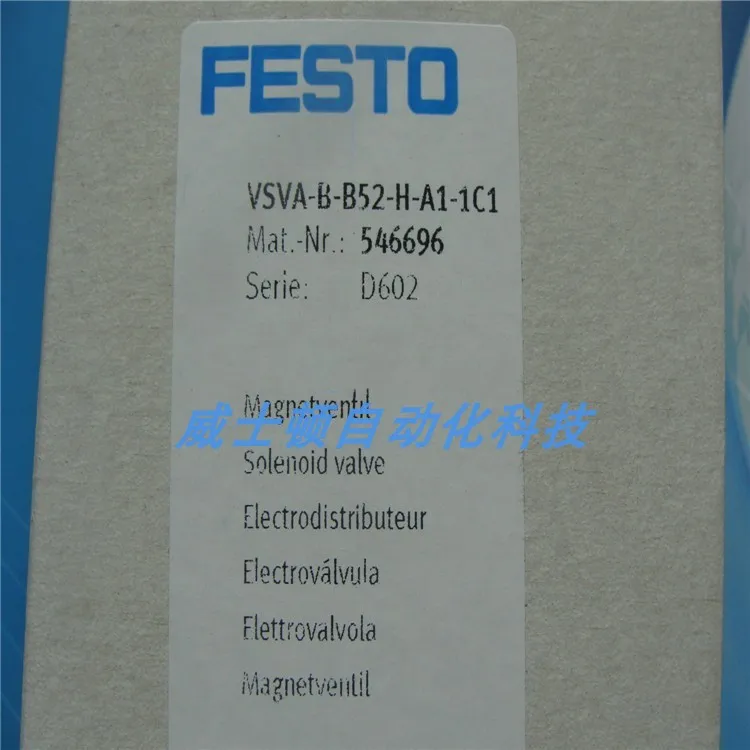 FESTO
VSVA-B-B52-H-A1-1C1
Mat.-Nr.: 546696
Serie: D602
Magnetventil
威士顿自动化科技
Solenoid valve
Electrodistributeur
Electroválvula
Elettrovalvola
Magnetventil